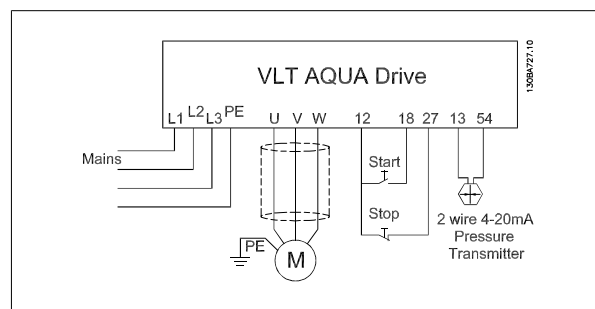 VLT AQUA Drive
130BA727.10
L1 L2 L3 PE U V W 12 18 27 13 54
Mains
Start
Stop
2 wire 4-20mA
Pressure
Transmitter
PE
M